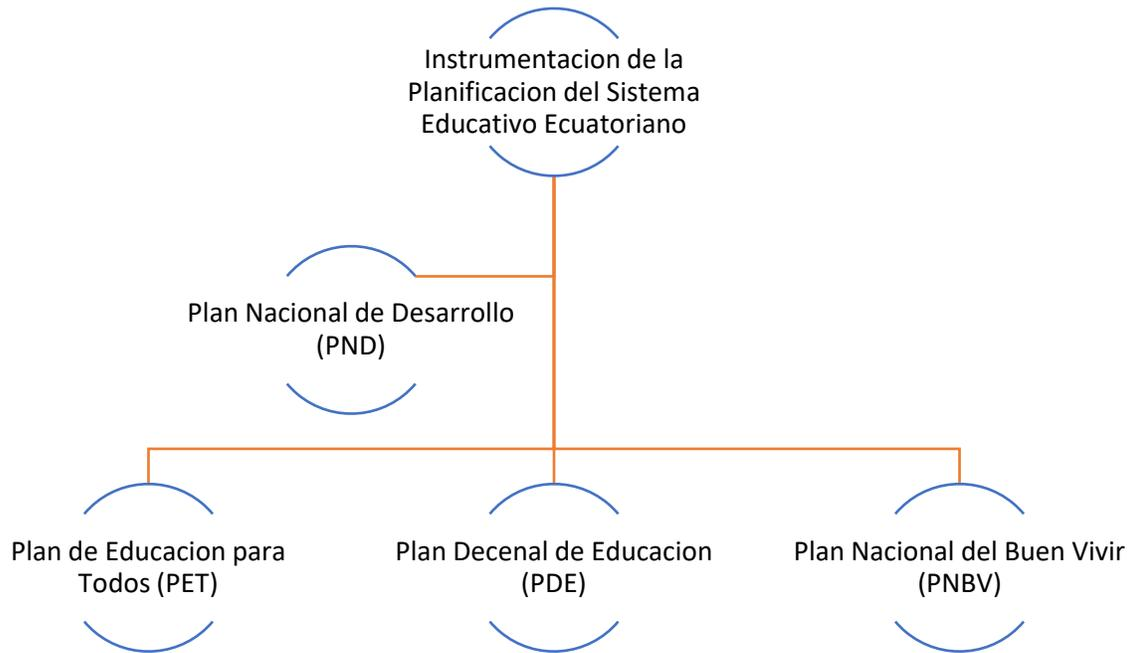 Instrumentacion de la
Planificacion del Sistema
Educativo Ecuatoriano
Plan Nacional de Desarrollo
(PND)
Plan de Educacion para
Todos (PET)
Plan Decenal de Educacion
(PDE)
Plan Nacional del Buen Vivir
(PNBV)